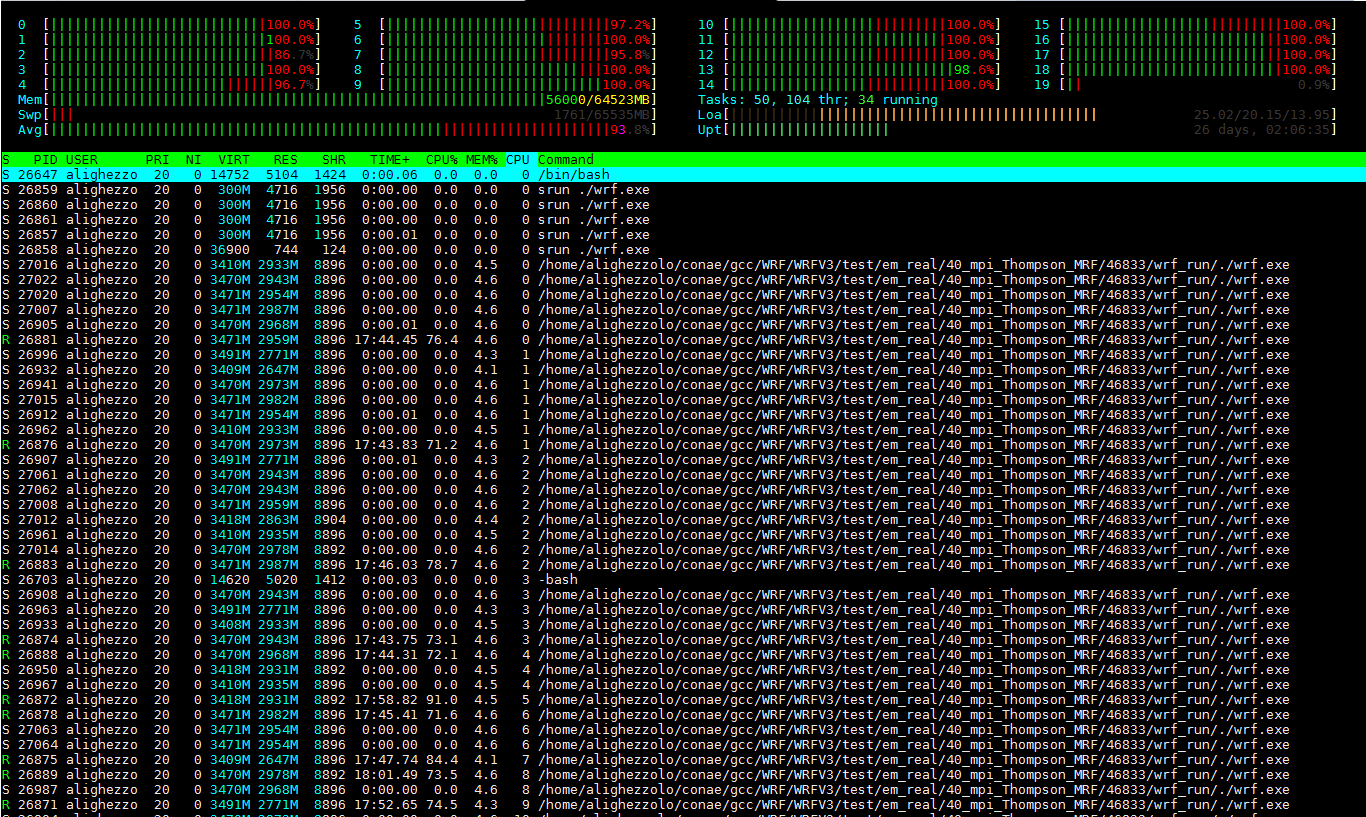 0 [100.0%] 5 [97.2%] 10 [100.0%] 15 [100.0%]
1 [100.0%] 6 [100.0%] 11 [100.0%] 16 [100.0%]
2 [86.7%] 7 [95.8%] 12 [100.0%] 17 [100.0%]
3 [100.0%] 8 [100.0%] 13 [98.6%] 18 [100.0%]
4 [96.7%] 9 [100.0%] 14 [100.0%] 19 [0.9%]
Mem[56000/64523MB] Tasks: 50, 104 thr; 34 running
Swp[1761/65535MB] Loa[25.02/20.15/13.95]
Avg[93.8%] Upt[26 days, 02:06:35]
S PID USER PRI NI VIRT RES SHR TIME+ CPU% MEM% CPU Command
S 26647 alighezzo 20 0 14752 5104 1424 0:00.06 0.0 0.0 0 /bin/bash
S 26859 alighezzo 20 0 300M 4716 1956 0:00.00 0.0 0.0 0 srun ./wrf.exe
S 26860 alighezzo 20 0 300M 4716 1956 0:00.00 0.0 0.0 0 srun ./wrf.exe
S 26861 alighezzo 20 0 300M 4716 1956 0:00.00 0.0 0.0 0 srun ./wrf.exe
S 26857 alighezzo 20 0 300M 4716 1956 0:00.01 0.0 0.0 0 srun ./wrf.exe
S 26858 alighezzo 20 0 36900 744 124 0:00.00 0.0 0.0 0 srun ./wrf.exe
S 27016 alighezzo 20 0 3410M 2933M 8896 0:00.00 0.0 4.5 0 /home/alighezzolo/conae/gcc/WRF/WRFV3/test/em_real/40_mpi_Thompson_MRF/46833/wrf_run/./wrf.exe
S 27022 alighezzo 20 0 3470M 2943M 8896 0:00.00 0.0 4.6 0 /home/alighezzolo/conae/gcc/WRF/WRFV3/test/em_real/40_mpi_Thompson_MRF/46833/wrf_run/./wrf.exe
S 27020 alighezzo 20 0 3471M 2954M 8896 0:00.00 0.0 4.6 0 /home/alighezzolo/conae/gcc/WRF/WRFV3/test/em_real/40_mpi_Thompson_MRF/46833/wrf_run/./wrf.exe
S 27007 alighezzo 20 0 3471M 2987M 8896 0:00.00 0.0 4.6 0 /home/alighezzolo/conae/gcc/WRF/WRFV3/test/em_real/40_mpi_Thompson_MRF/46833/wrf_run/./wrf.exe
S 26905 alighezzo 20 0 3470M 2968M 8896 0:00.01 0.0 4.6 0 /home/alighezzolo/conae/gcc/WRF/WRFV3/test/em_real/40_mpi_Thompson_MRF/46833/wrf_run/./wrf.exe
R 26881 alighezzo 20 0 3471M 2959M 8896 17:44.45 76.4 4.6 0 /home/alighezzolo/conae/gcc/WRF/WRFV3/test/em_real/40_mpi_Thompson_MRF/46833/wrf_run/./wrf.exe
S 26996 alighezzo 20 0 3491M 2771M 8896 0:00.00 0.0 4.3 1 /home/alighezzolo/conae/gcc/WRF/WRFV3/test/em_real/40_mpi_Thompson_MRF/46833/wrf_run/./wrf.exe
S 26932 alighezzo 20 0 3409M 2647M 8896 0:00.00 0.0 4.1 1 /home/alighezzolo/conae/gcc/WRF/WRFV3/test/em_real/40_mpi_Thompson_MRF/46833/wrf_run/./wrf.exe
S 26941 alighezzo 20 0 3470M 2973M 8896 0:00.00 0.0 4.6 1 /home/alighezzolo/conae/gcc/WRF/WRFV3/test/em_real/40_mpi_Thompson_MRF/46833/wrf_run/./wrf.exe
S 27015 alighezzo 20 0 3471M 2982M 8896 0:00.00 0.0 4.6 1 /home/alighezzolo/conae/gcc/WRF/WRFV3/test/em_real/40_mpi_Thompson_MRF/46833/wrf_run/./wrf.exe
S 26912 alighezzo 20 0 3471M 2954M 8896 0:00.01 0.0 4.6 1 /home/alighezzolo/conae/gcc/WRF/WRFV3/test/em_real/40_mpi_Thompson_MRF/46833/wrf_run/./wrf.exe
S 26962 alighezzo 20 0 3410M 2933M 8896 0:00.01 0.0 4.5 1 /home/alighezzolo/conae/gcc/WRF/WRFV3/test/em_real/40_mpi_Thompson_MRF/46833/wrf_run/./wrf.exe
R 26876 alighezzo 20 0 3470M 2973M 8896 17:43.83 71.2 4.6 1 /home/alighezzolo/conae/gcc/WRF/WRFV3/test/em_real/40_mpi_Thompson_MRF/46833/wrf_run/./wrf.exe
S 26907 alighezzo 20 0 3491M 2771M 8896 0:00.01 0.0 4.3 2 /home/alighezzolo/conae/gcc/WRF/WRFV3/test/em_real/40_mpi_Thompson_MRF/46833/wrf_run/./wrf.exe
S 27061 alighezzo 20 0 3470M 2943M 8896 0:00.00 0.0 4.6 2 /home/alighezzolo/conae/gcc/WRF/WRFV3/test/em_real/40_mpi_Thompson_MRF/46833/wrf_run/./wrf.exe
S 27062 alighezzo 20 0 3470M 2943M 8896 0:00.00 0.0 4.6 2 /home/alighezzolo/conae/gcc/WRF/WRFV3/test/em_real/40_mpi_Thompson_MRF/46833/wrf_run/./wrf.exe
S 27008 alighezzo 20 0 3471M 2959M 8896 0:00.00 0.0 4.6 2 /home/alighezzolo/conae/gcc/WRF/WRFV3/test/em_real/40_mpi_Thompson_MRF/46833/wrf_run/./wrf.exe
S 27012 alighezzo 20 0 3418M 2863M 8904 0:00.00 0.0 4.4 2 /home/alighezzolo/conae/gcc/WRF/WRFV3/test/em_real/40_mpi_Thompson_MRF/46833/wrf_run/./wrf.exe
S 26961 alighezzo 20 0 3410M 2935M 8896 0:00.00 0.0 4.5 2 /home/alighezzolo/conae/gcc/WRF/WRFV3/test/em_real/40_mpi_Thompson_MRF/46833/wrf_run/./wrf.exe
S 27014 alighezzo 20 0 3470M 2978M 8892 0:00.00 0.0 4.6 2 /home/alighezzolo/conae/gcc/WRF/WRFV3/test/em_real/40_mpi_Thompson_MRF/46833/wrf_run/./wrf.exe
R 26883 alighezzo 20 0 3471M 2987M 8896 17:46.03 78.7 4.6 2 /home/alighezzolo/conae/gcc/WRF/WRFV3/test/em_real/40_mpi_Thompson_MRF/46833/wrf_run/./wrf.exe
S 26703 alighezzo 20 0 14620 5020 1412 0:00.03 0.0 0.0 3 -bash
S 26908 alighezzo 20 0 3470M 2943M 8896 0:00.00 0.0 4.6 3 /home/alighezzolo/conae/gcc/WRF/WRFV3/test/em_real/40_mpi_Thompson_MRF/46833/wrf_run/./wrf.exe
S 26963 alighezzo 20 0 3491M 2771M 8896 0:00.00 0.0 4.3 3 /home/alighezzolo/conae/gcc/WRF/WRFV3/test/em_real/40_mpi_Thompson_MRF/46833/wrf_run/./wrf.exe
S 26933 alighezzo 20 0 3408M 2933M 8896 0:00.00 0.0 4.5 3 /home/alighezzolo/conae/gcc/WRF/WRFV3/test/em_real/40_mpi_Thompson_MRF/46833/wrf_run/./wrf.exe
R 26874 alighezzo 20 0 3470M 2943M 8896 17:43.75 73.1 4.6 3 /home/alighezzolo/conae/gcc/WRF/WRFV3/test/em_real/40_mpi_Thompson_MRF/46833/wrf_run/./wrf.exe
R 26888 alighezzo 20 0 3470M 2968M 8896 17:44.31 72.1 4.6 4 /home/alighezzolo/conae/gcc/WRF/WRFV3/test/em_real/40_mpi_Thompson_MRF/46833/wrf_run/./wrf.exe
S 26950 alighezzo 20 0 3418M 2931M 8892 0:00.00 0.0 4.5 4 /home/alighezzolo/conae/gcc/WRF/WRFV3/test/em_real/40_mpi_Thompson_MRF/46833/wrf_run/./wrf.exe
S 26967 alighezzo 20 0 3410M 2935M 8896 0:00.00 0.0 4.5 4 /home/alighezzolo/conae/gcc/WRF/WRFV3/test/em_real/40_mpi_Thompson_MRF/46833/wrf_run/./wrf.exe
R 26872 alighezzo 20 0 3418M 2931M 8892 17:58.82 91.0 4.5 5 /home/alighezzolo/conae/gcc/WRF/WRFV3/test/em_real/40_mpi_Thompson_MRF/46833/wrf_run/./wrf.exe
R 26878 alighezzo 20 0 3471M 2982M 8896 17:45.41 71.6 4.6 6 /home/alighezzolo/conae/gcc/WRF/WRFV3/test/em_real/40_mpi_Thompson_MRF/46833/wrf_run/./wrf.exe
S 27063 alighezzo 20 0 3471M 2954M 8896 0:00.00 0.0 4.6 6 /home/alighezzolo/conae/gcc/WRF/WRFV3/test/em_real/40_mpi_Thompson_MRF/46833/wrf_run/./wrf.exe
S 27064 alighezzo 20 0 3471M 2954M 8896 0:00.00 0.0 4.6 6 /home/alighezzolo/conae/gcc/WRF/WRFV3/test/em_real/40_mpi_Thompson_MRF/46833/wrf_run/./wrf.exe
R 26875 alighezzo 20 0 3409M 2647M 8896 17:47.74 84.4 4.1 7 /home/alighezzolo/conae/gcc/WRF/WRFV3/test/em_real/40_mpi_Thompson_MRF/46833/wrf_run/./wrf.exe
R 26889 alighezzo 20 0 3470M 2978M 8892 18:01.49 73.5 4.6 8 /home/alighezzolo/conae/gcc/WRF/WRFV3/test/em_real/40_mpi_Thompson_MRF/46833/wrf_run/./wrf.exe
S 26987 alighezzo 20 0 3470M 2968M 8896 0:00.00 0.0 4.6 8 /home/alighezzolo/conae/gcc/WRF/WRFV3/test/em_real/40_mpi_Thompson_MRF/46833/wrf_run/./wrf.exe
R 26871 alighezzo 20 0 3491M 2771M 8896 17:52.65 74.5 4.3 9 /home/alighezzolo/conae/gcc/WRF/WRFV3/test/em_real/40_mpi_Thompson_MRF/46833/wrf_run/./wrf.exe